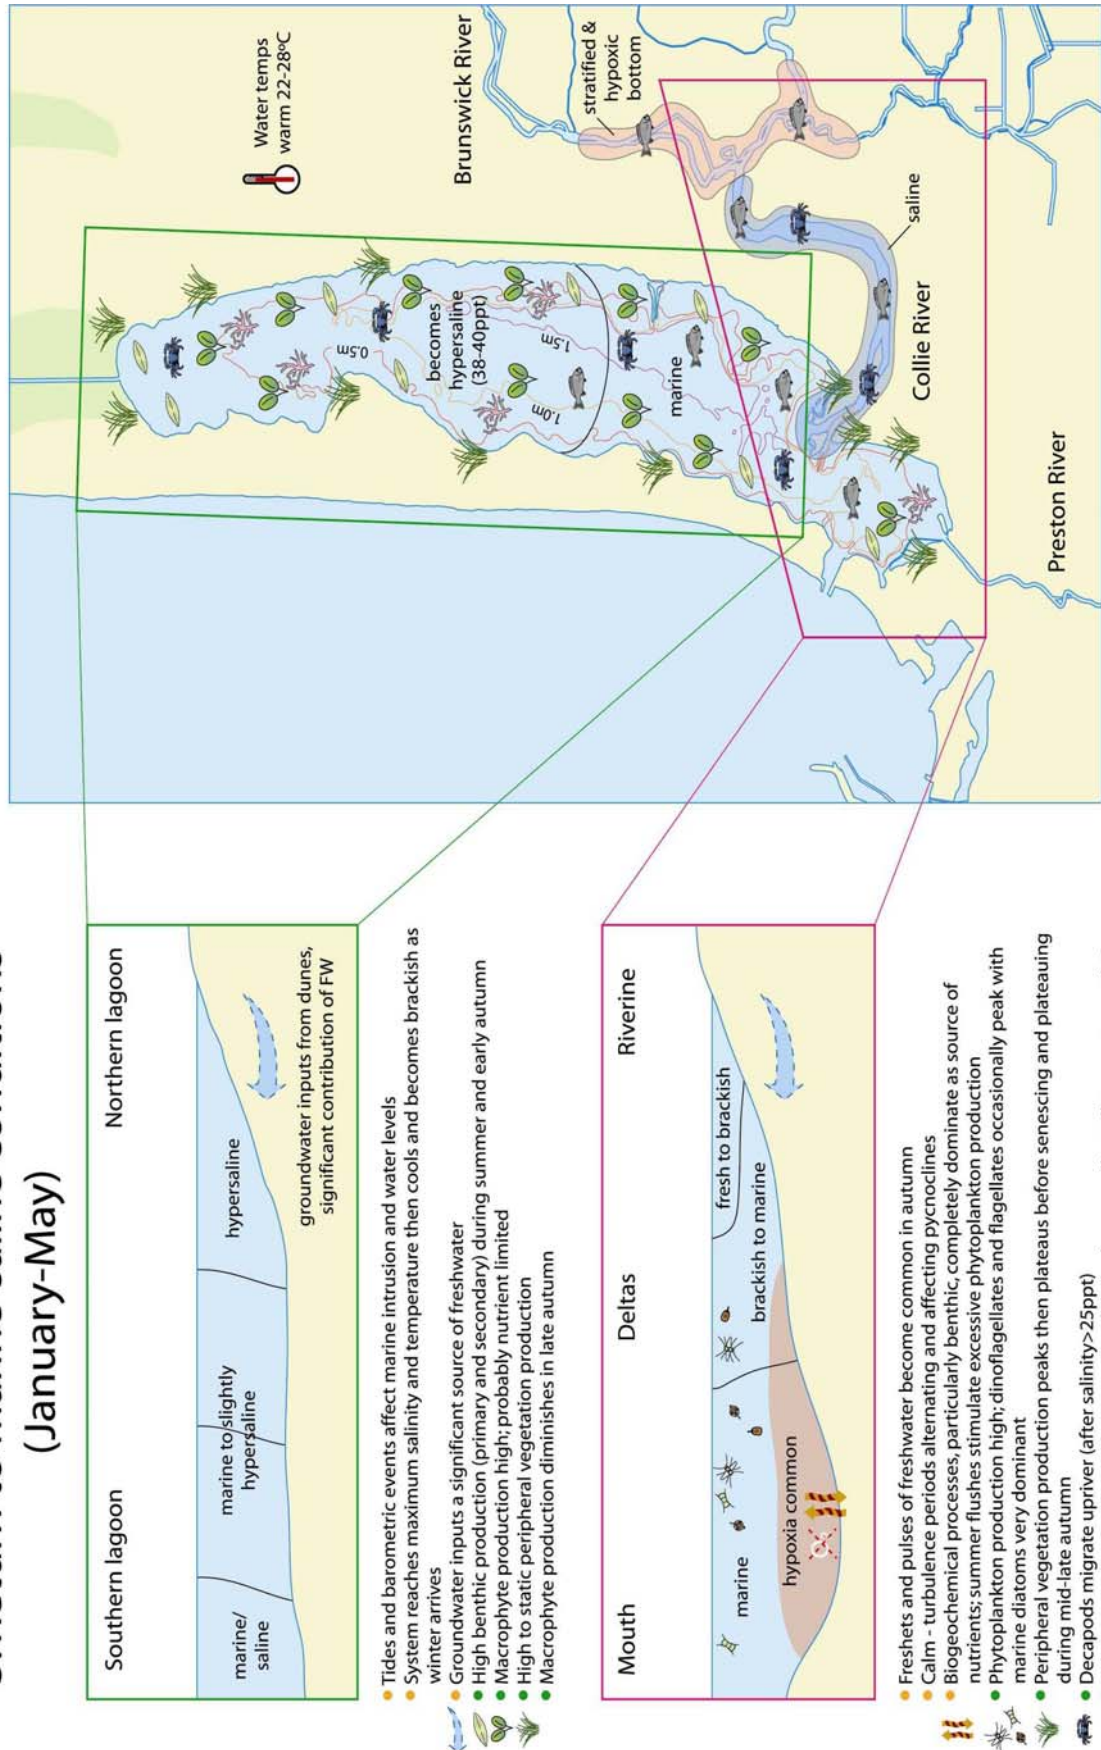 (January-May)
Southern lagoon
Northern lagoon
marine/
saline
marine to slightly
hypersaline
hypersaline
groundwater inputs from dunes,
significant contribution of FW
Tides and barometric events affect marine intrusion and water levels
System reaches maximum salinity and temperature then cools and becomes brackish as
winter arrives
Groundwater inputs a significant source of freshwater
High benthic production (primary and secondary) during summer and early autumn
Macrophyte production high; probably nutrient limited
High to static peripheral vegetation production
Macrophyte production diminishes in late autumn
Mouth
Deltas
Riverine
marine
hypoxia common
O₂
brackish to marine
fresh to brackish
Freshets and pulses of freshwater become common in autumn
Calm - turbulence periods alternating and affecting pycnoclines
Biogeochemical processes, particularly benthic, completely dominate as source of
nutrients; summer flushes stimulate excessive phytoplankton production
Phytoplankton production high; dinoflagellates and flagellates occasionally peak with
marine diatoms very dominant
Peripheral vegetation production peaks then plateaus before senescing and plateauing
during mid-late autumn
Decapods migrate upriver (after salinity>25ppt)
Water temps
warm 22-28°C
Brunswick River
stratified &
hypoxic
bottom
becomes
hypersaline
(38-40ppt)
0.5m
1.0m
1.5m
marine
saline
Collie River
Preston River